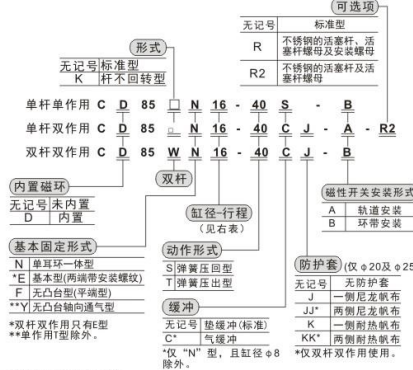 可选项
无记号 标准型
R 不锈钢的活塞杆、活塞杆螺母及安装螺母
R2 不锈钢的活塞杆及活塞杆螺母
形式
无记号 标准型
K 杆不回转型
单杆单作用 C D 85 □ N 16 - 40 S - B
单杆双作用 C D 85 □ N 16 - 40 C J - A - R2
双杆双作用 C D 85 W N 16 - 40 C J - B
双杆
内置磁环
无记号 未内置
D 内置
缸径-行程
(见右表)
磁性开关安装形式
A 轨道安装
B 环带安装
基本固定形式
N 单耳环一体型
*E 基本型(两端带安装螺纹)
F 无凸台型(平端型)
**Y 无凸台轴向通气型
*双杆双作用只有E型
**单作用T型除外。
动作形式
S 弹簧压回型
T 弹簧压出型
缓冲
无记号 垫缓冲(标准)
C* 气缓冲
*仅“N”型,且缸径φ8
除外。
防护套 (仅φ20及φ25
无记号 无防护套
J 一侧尼龙帆布
JJ* 两侧尼龙帆布
K 一侧耐热帆布
KK* 两侧耐热帆布
*仅双杆双作用使用。